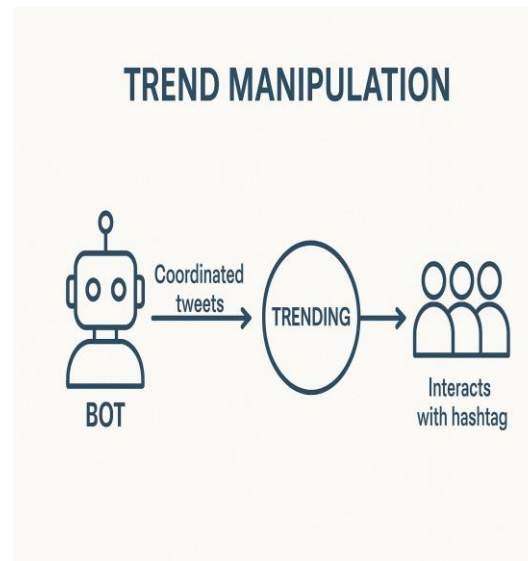 TREND MANIPULATION
Coordinated
tweets
TRENDING
BOT
Interacts
with hashtag